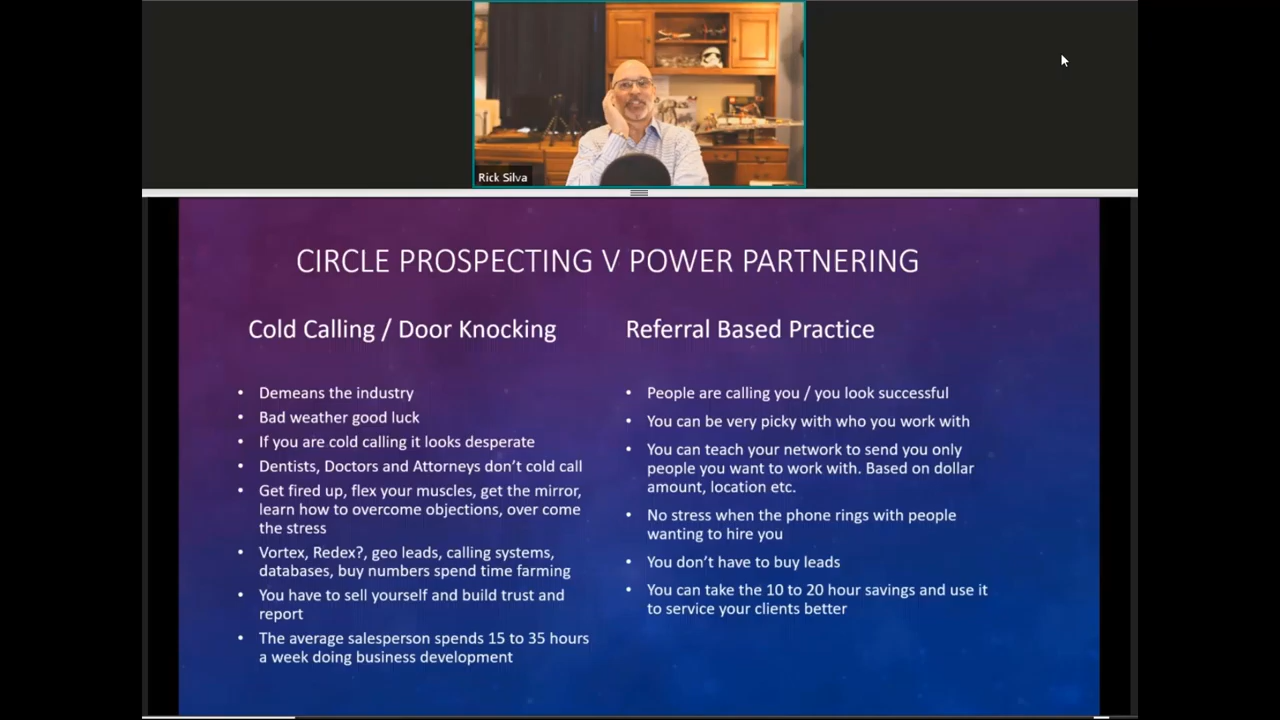 Rick Silva
CIRCLE PROSPECTING V POWER PARTNERING
Cold Calling / Door Knocking
• Demeans the industry
• Bad weather good luck
• If you are cold calling it looks desperate
• Dentists, Doctors and Attorneys don't cold call
• Get fired up, flex your muscles, get the mirror,
learn how to overcome objections, over come
the stress
• Vortex, Redex?, geo leads, calling systems,
databases, buy numbers spend time farming
• You have to sell yourself and build trust and
report
• The average salesperson spends 15 to 35 hours
a week doing business development
Referral Based Practice
• People are calling you / you look successful
• You can be very picky with who you work with
• You can teach your network to send you only
people you want to work with. Based on dollar
amount, location etc.
• No stress when the phone rings with people
wanting to hire you
• You don't have to buy leads
• You can take the 10 to 20 hour savings and use it
to service your clients better